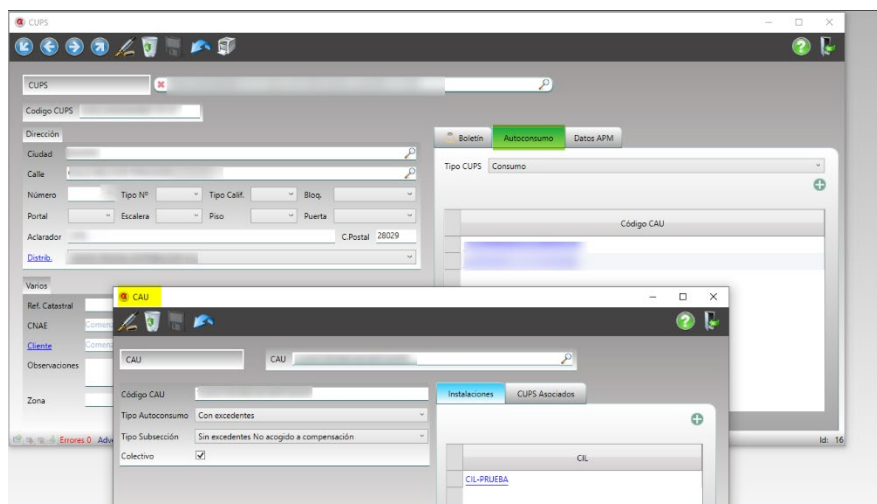 CUPS
CUPS
Codigo CUPS
Dirección
Ciudad
Calle
Número Tipo Nº Tipo Calif. Bloq.
Portal Escalera Piso Puerta
Aclarador C.Postal 28029
Distrib.
Varios
Ref. Catastral
CNAE
Cliente
Observaciones
Zona
Errores 0
Boletín Autoconsumo Datos APM
Tipo CUPS Consumo
Código CAU
Id: 16
CAU
CAU CAU
Código CAU
Tipo Autoconsumo Con excedentes
Tipo Subsección Sin excedentes No acogido a compensación
Colectivo
Instalaciones CUPS Asociados
CIL
CIL-PRUEBA